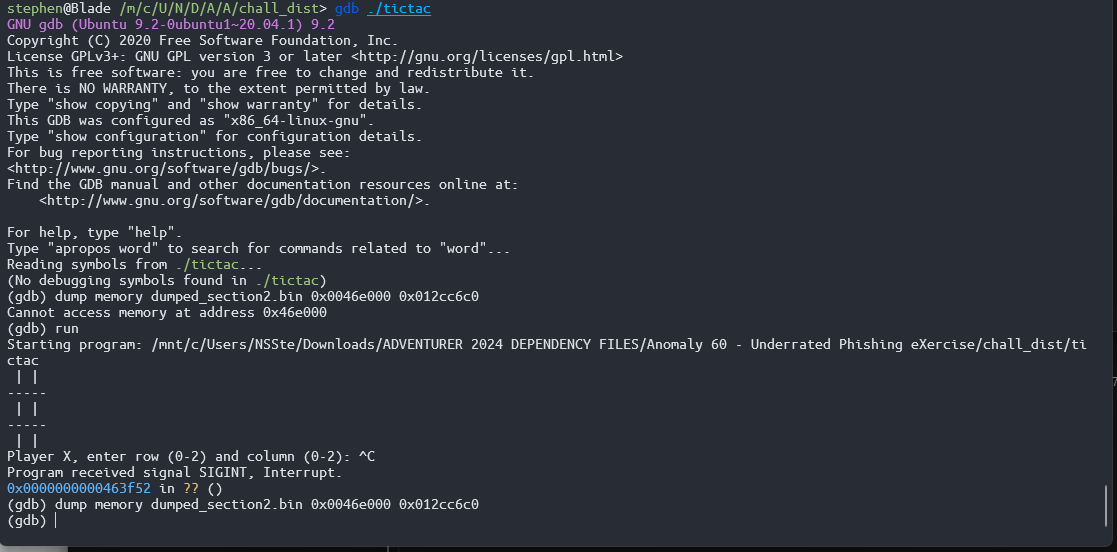 stephen@Blade /m/c/U/N/D/A/A/chall_dist> gdb ./tictac
GNU gdb (Ubuntu 9.2-0ubuntu1~20.04.1) 9.2
Copyright (C) 2020 Free Software Foundation, Inc.
License GPLv3+: GNU GPL version 3 or later <http://gnu.org/licenses/gpl.html>
This is free software: you are free to change and redistribute it.
There is NO WARRANTY, to the extent permitted by law.
Type "show copying" and "show warranty" for details.
This GDB was configured as "x86_64-linux-gnu".
Type "show configuration" for configuration details.
For bug reporting instructions, please see:
<http://www.gnu.org/software/gdb/bugs/>.
Find the GDB manual and other documentation resources online at:
    <http://www.gnu.org/software/gdb/documentation/>.

For help, type "help".
Type "apropos word" to search for commands related to "word"...
Reading symbols from ./tictac...
(No debugging symbols found in ./tictac)
(gdb) dump memory dumped_section2.bin 0x0046e000 0x012cc6c0
Cannot access memory at address 0x46e000
(gdb) run
Starting program: /mnt/c/Users/NSSte/Downloads/ADVENTURER 2024 DEPENDENCY FILES/Anomaly 60 - Underrated Phishing eXercise/chall_dist/ti
ctac
 | |
-----
 | |
-----
 | |
Player X, enter row (0-2) and column (0-2): ^C
Program received signal SIGINT, Interrupt.
0x0000000000463f52 in ?? ()
(gdb) dump memory dumped_section2.bin 0x0046e000 0x012cc6c0
(gdb)